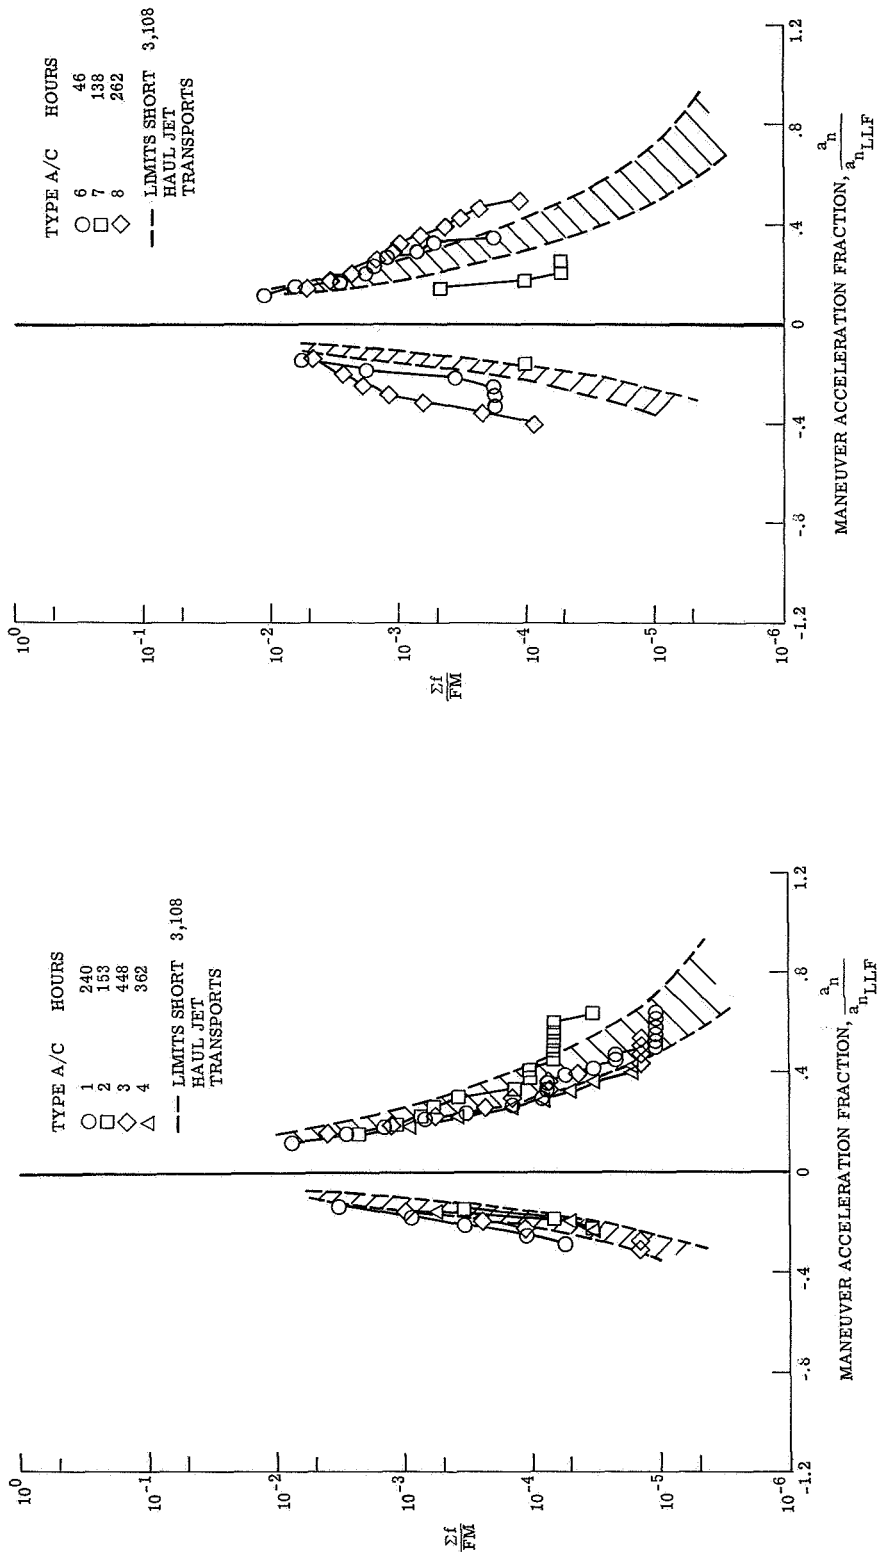 TYPE A/C HOURS
1 240
2 153
3 448
4 362
LIMITS SHORT 3,108
HAUL JET
TRANSPORTS
10^0
10^-1
10^-2
10^-3
10^-4
10^-5
10^-6
Σf
FM
-1.2
-.8
-.4
0
.4
.8
1.2
MANEUVER ACCELERATION FRACTION, a_n
a_n LLF
TYPE A/C HOURS
6 46
7 138
8 262
LIMITS SHORT 3,108
HAUL JET
TRANSPORTS
10^0
10^-1
10^-2
10^-3
10^-4
10^-5
10^-6
Σf
FM
-1.2
-.8
-.4
0
.4
.8
1.2
MANEUVER ACCELERATION FRACTION, a_n
a_n LLF